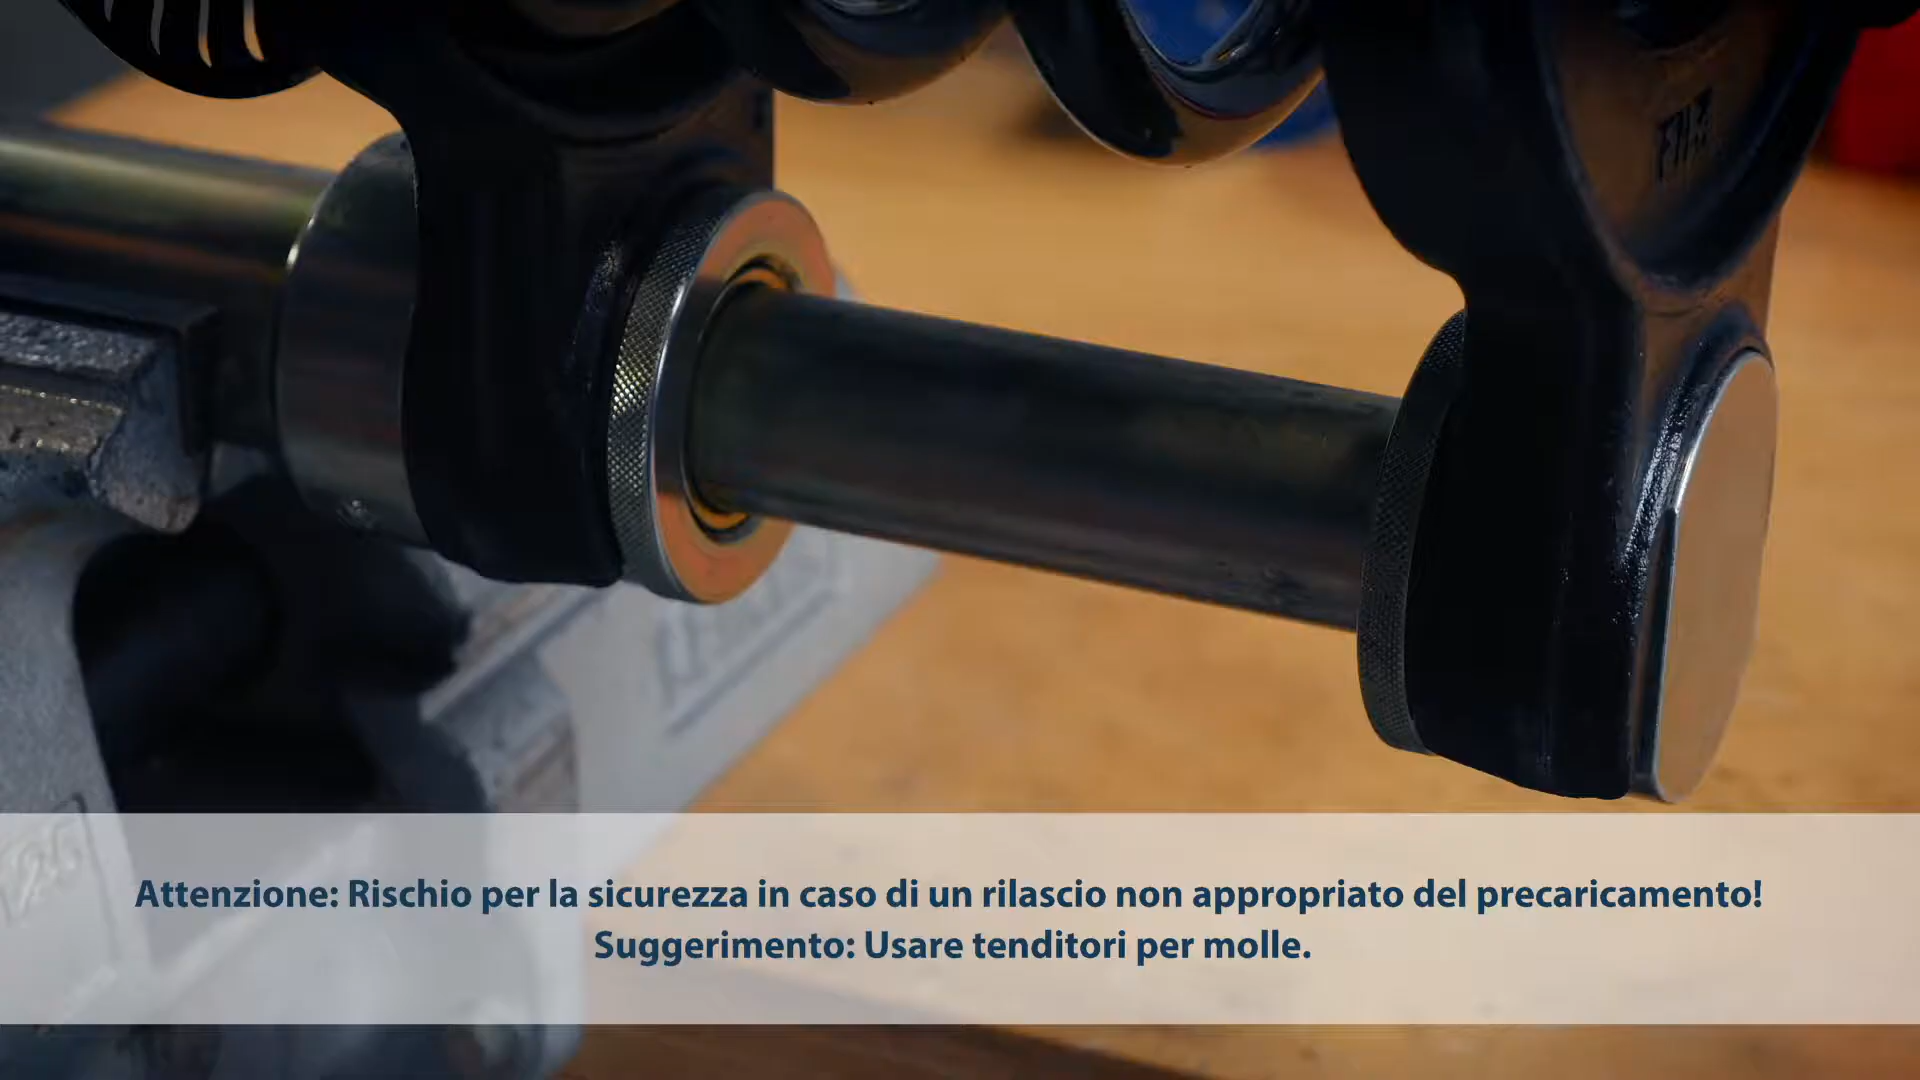 Attenzione: Rischio per la sicurezza in caso di un rilascio non appropriato del precaricamento!
Suggerimento: Usare tenditori per molle.